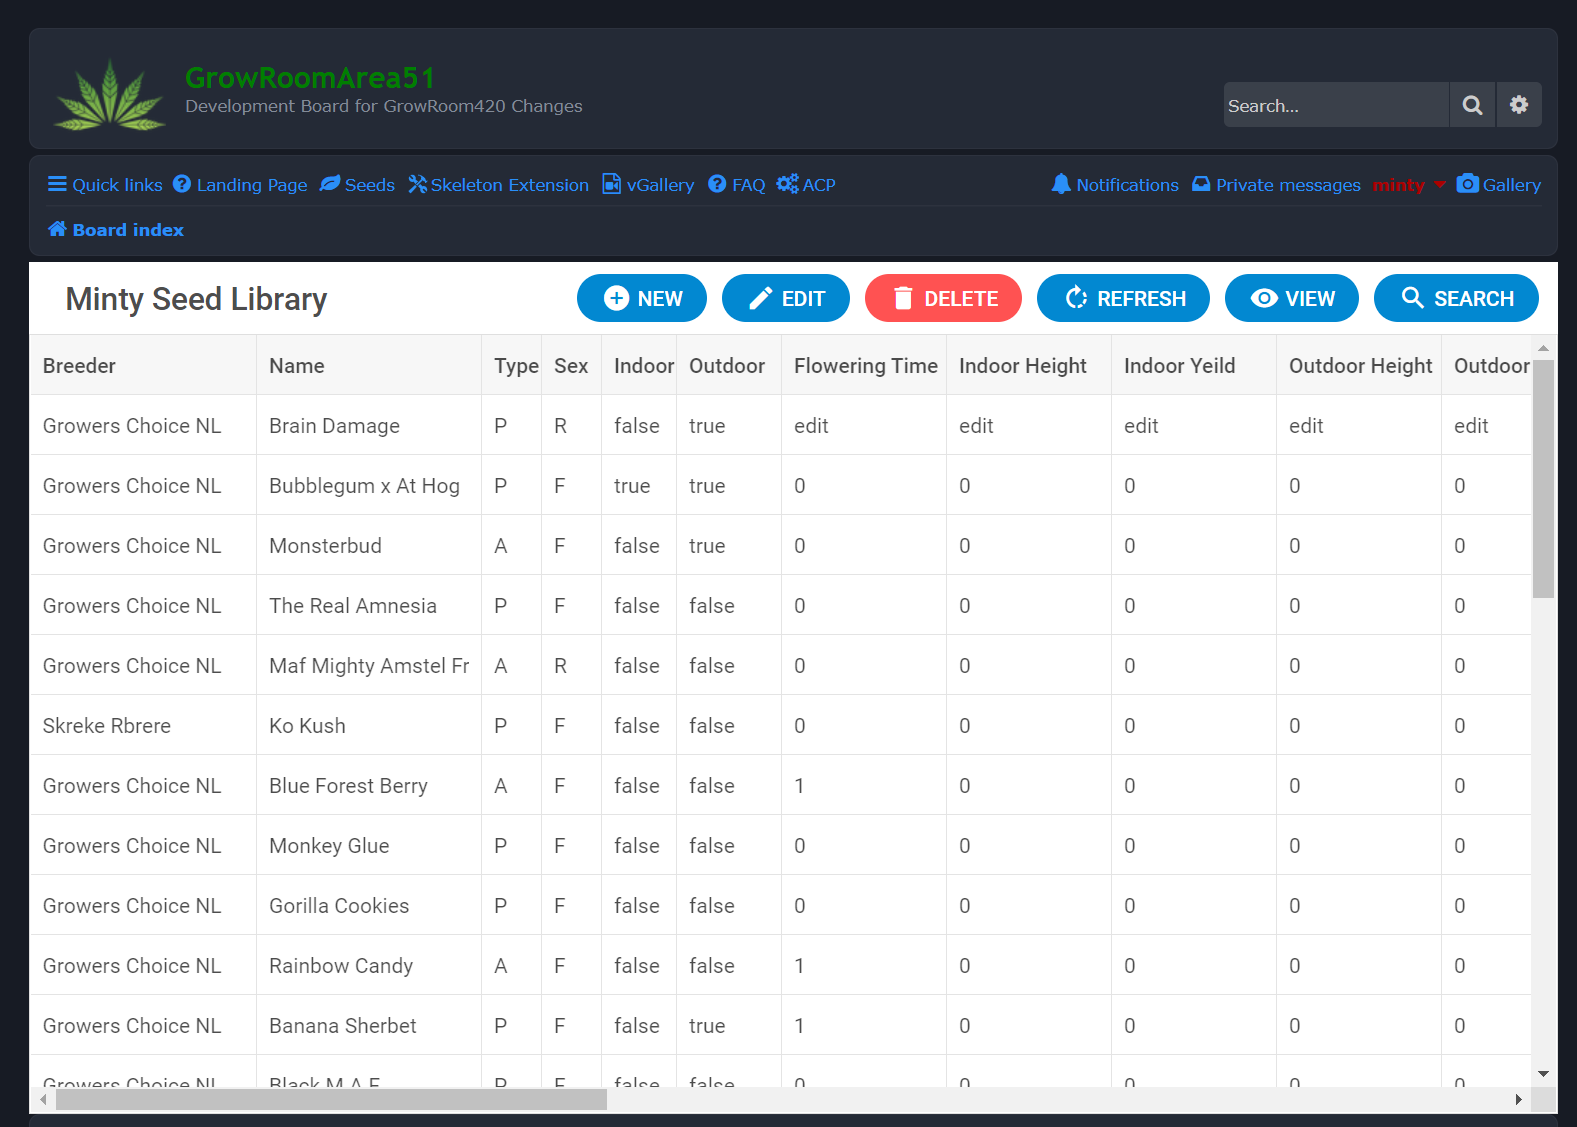 GrowRoomArea51
Development Board for GrowRoom420 Changes
Search...
Quick links Landing Page Seeds Skeleton Extension vGallery FAQ ACP Notifications Private messages minty Gallery
Board index
Minty Seed Library NEW EDIT DELETE REFRESH VIEW SEARCH
Breeder Name Type Sex Indoor Outdoor Flowering Time Indoor Height Indoor Yeild Outdoor Height Outdoor
Growers Choice NL Brain Damage P R false true edit edit edit edit edit
Growers Choice NL Bubblegum x At Hog P F true true 0 0 0 0 0
Growers Choice NL Monsterbud A F false true 0 0 0 0 0
Growers Choice NL The Real Amnesia P F false false 0 0 0 0 0
Growers Choice NL Maf Mighty Amstel Fr A R false false 0 0 0 0 0
Skreke Rbrere Ko Kush P F false false 0 0 0 0 0
Growers Choice NL Blue Forest Berry A F false false 1 0 0 0 0
Growers Choice NL Monkey Glue P F false false 0 0 0 0 0
Growers Choice NL Gorilla Cookies P F false false 0 0 0 0 0
Growers Choice NL Rainbow Candy A F false false 1 0 0 0 0
Growers Choice NL Banana Sherbet P F false true 1 0 0 0 0
Growers Choice NL Black M.A.F. P F false false 0 0 0 0 0